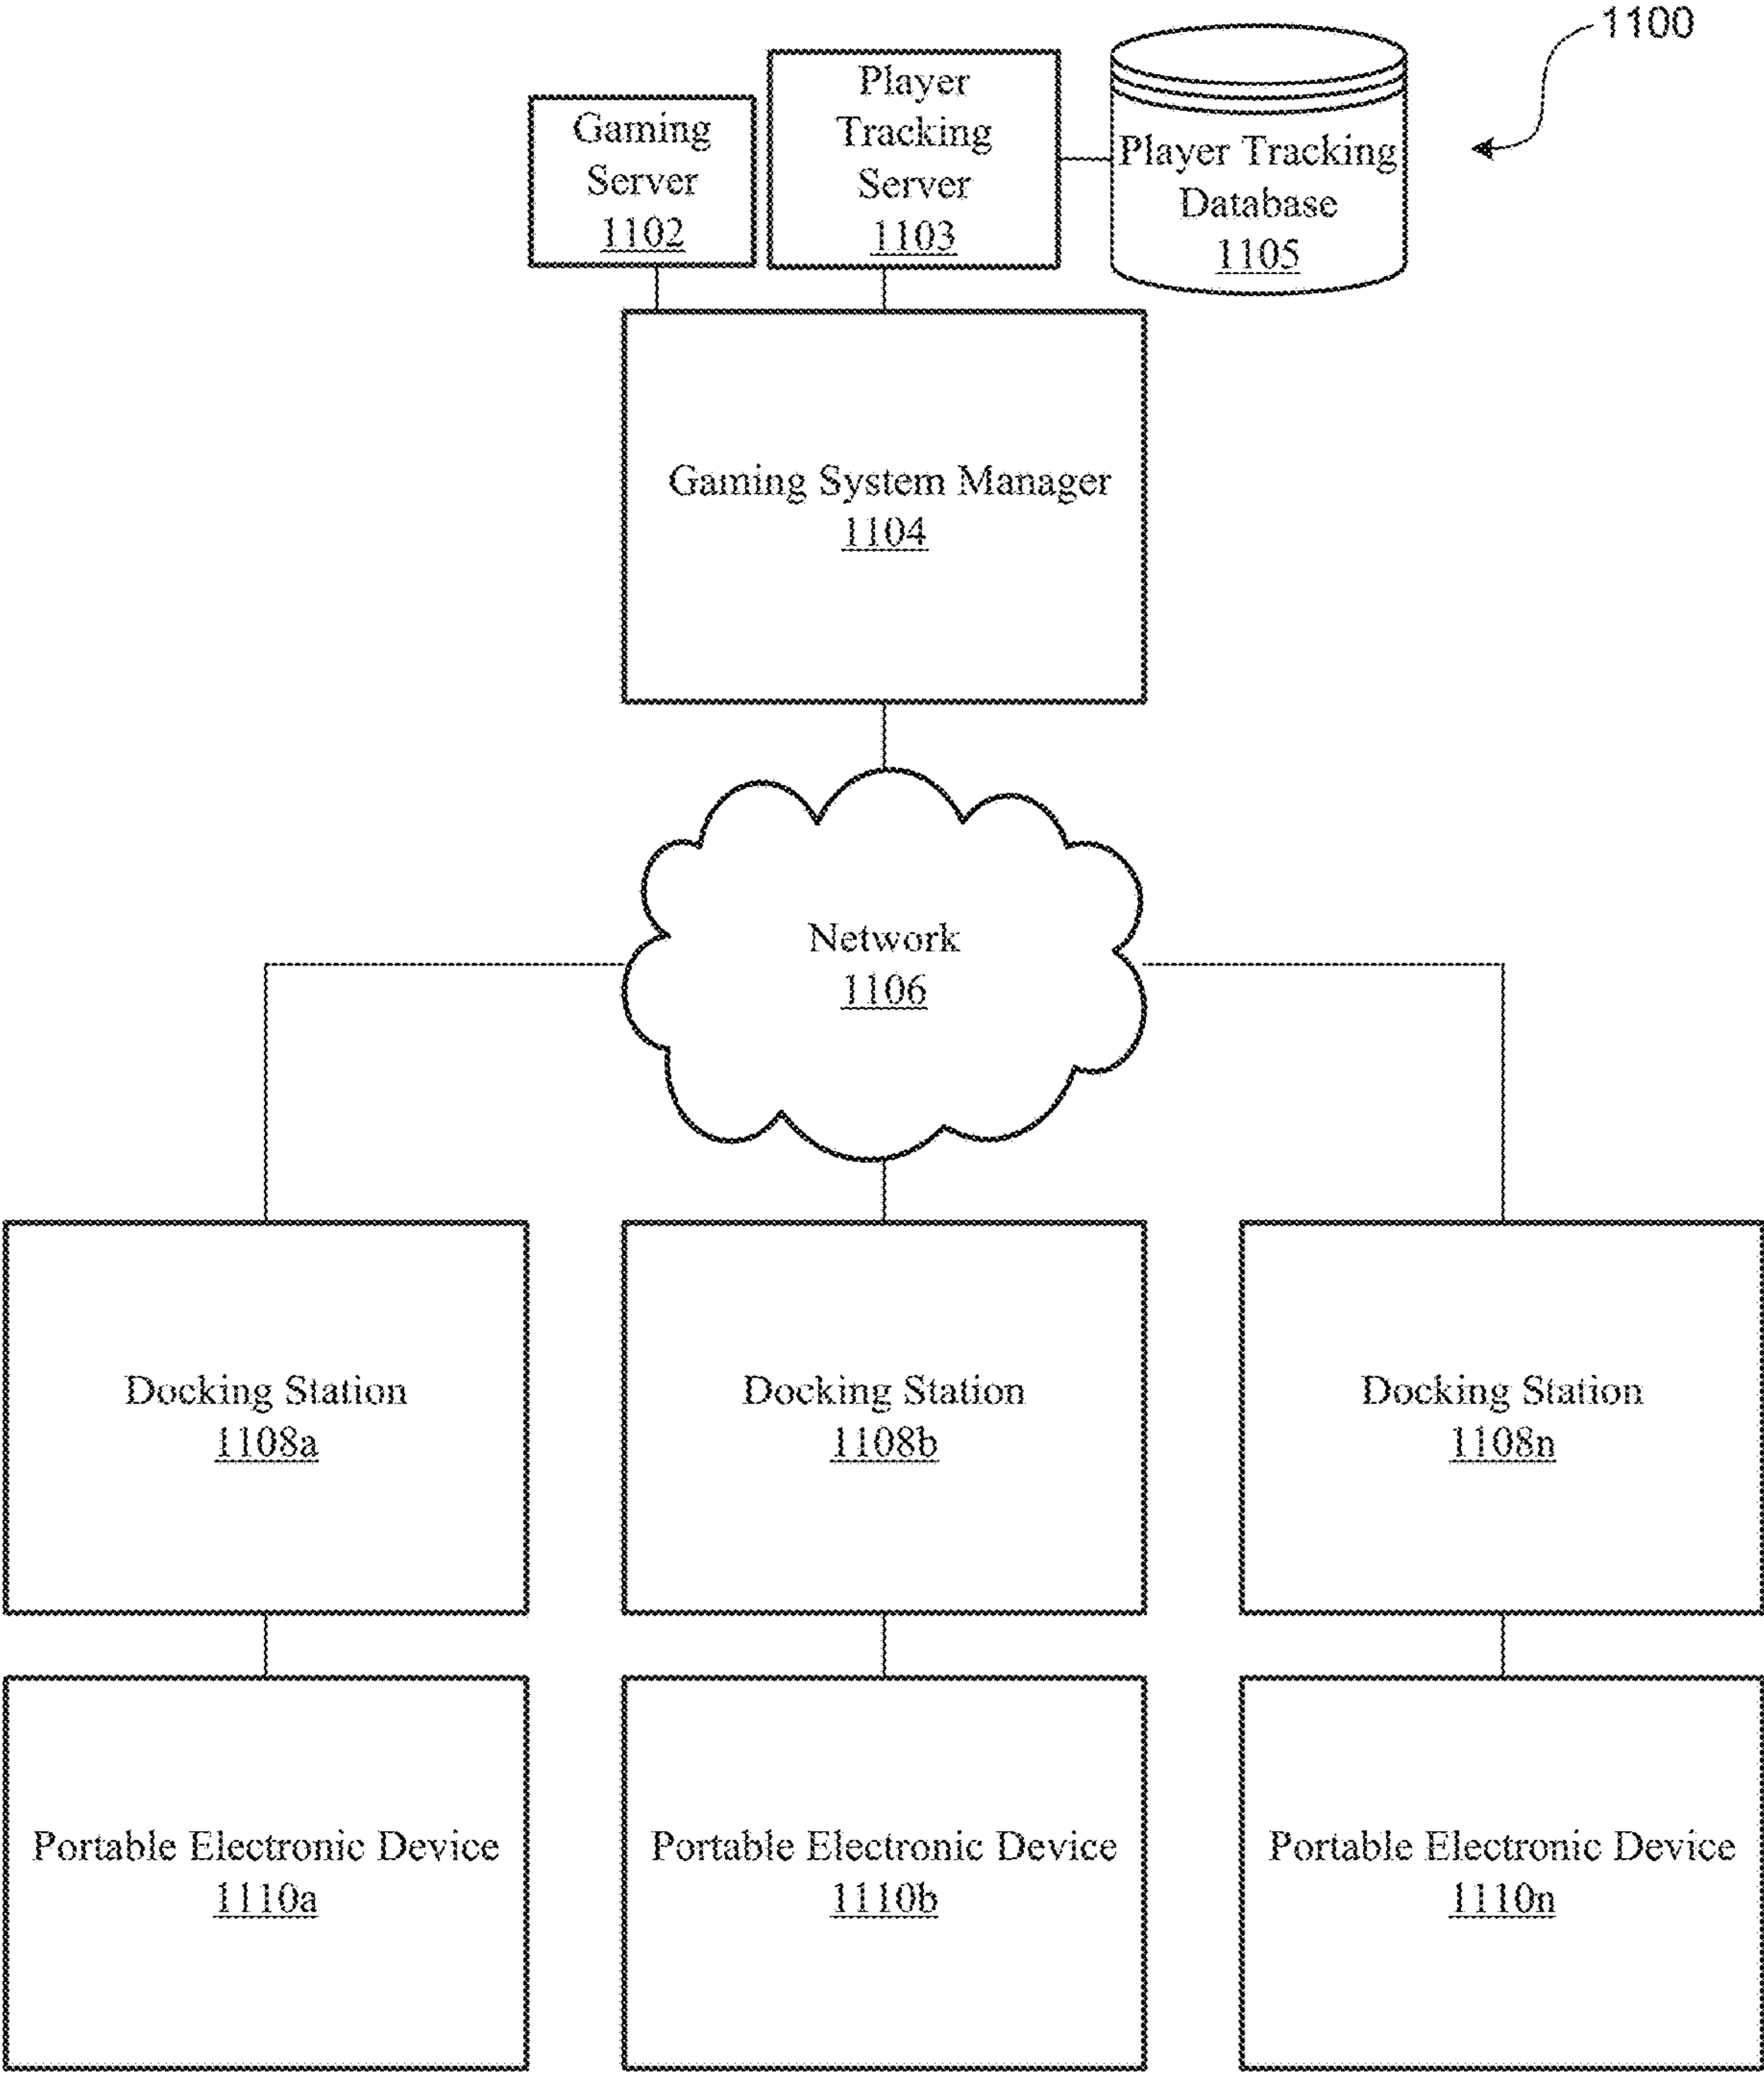 1100
Gaming
Server
1102
Player
Tracking
Server
1103
Player Tracking
Database
1105
Gaming System Manager
1104
Network
1106
Docking Station
1108a
Docking Station
1108b
Docking Station
1108n
Portable Electronic Device
1110a
Portable Electronic Device
1110b
Portable Electronic Device
1110n